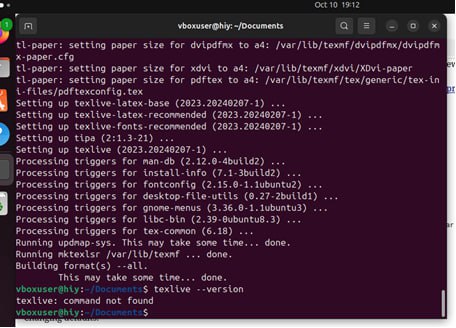 Oct 10 19:12
vboxuser@hiy: ~/Documents
tl-paper: setting paper size for dvipdfmx to a4: /var/lib/texmf/dvipdfmx/dvipdfm
x-paper.cfg
tl-paper: setting paper size for xdvi to a4: /var/lib/texmf/xdvi/XDvi-paper
tl-paper: setting paper size for pdftex to a4: /var/lib/texmf/tex/generic/tex-in
i-files/pdftexconfig.tex
Setting up texlive-latex-base (2023.20240207-1) ...
Setting up texlive-latex-recommended (2023.20240207-1) ...
Setting up texlive-fonts-recommended (2023.20240207-1) ...
Setting up tipa (2:1.3-21) ...
Setting up texlive (2023.20240207-1) ...
Processing triggers for man-db (2.12.0-4build2) ...
Processing triggers for install-info (7.1-3build2) ...
Processing triggers for fontconfig (2.15.0-1.1ubuntu2) ...
Processing triggers for desktop-file-utils (0.27-2build1) ...
Processing triggers for gnome-menus (3.36.0-1.1ubuntu3) ...
Processing triggers for libc-bin (2.39-0ubuntu8.3) ...
Processing triggers for tex-common (6.18) ...
Running updmap-sys. This may take some time... done.
Running mktexlsr /var/lib/texmf ... done.
Building format(s) --all.
This may take some time... done.
vboxuser@hiy:~/Documents$ texlive --version
texlive: command not found
vboxuser@hiy:~/Documents$